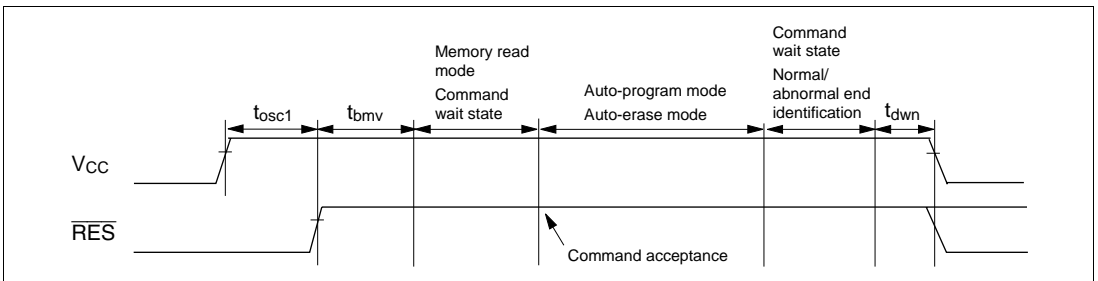 Memory read
mode
Command
wait state
Auto-program mode
Auto-erase mode
Command
wait state
Normal/
abnormal end
identification
tosc1
tbmv
tdwn
VCC
RES
Command acceptance